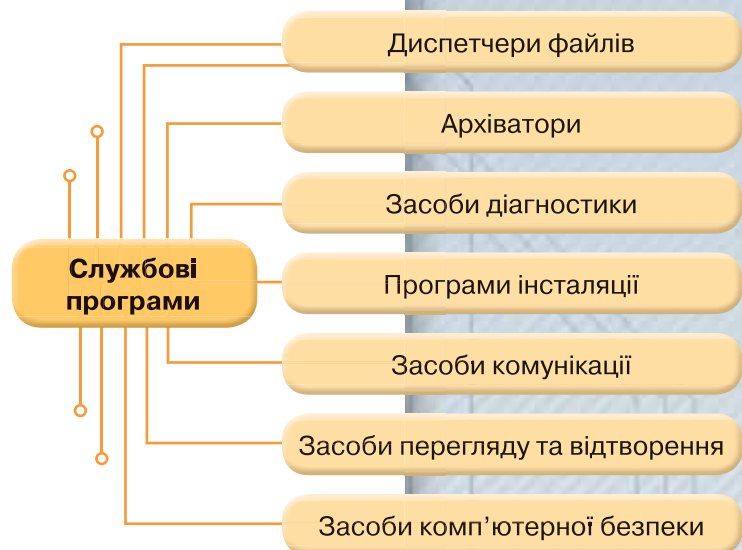 Диспетчери файлів
Архіватори
Засоби діагностики
Службові
програми
Програми інсталяції
Засоби комунікації
Засоби перегляду та відтворення
Засоби комп’ютерної безпеки